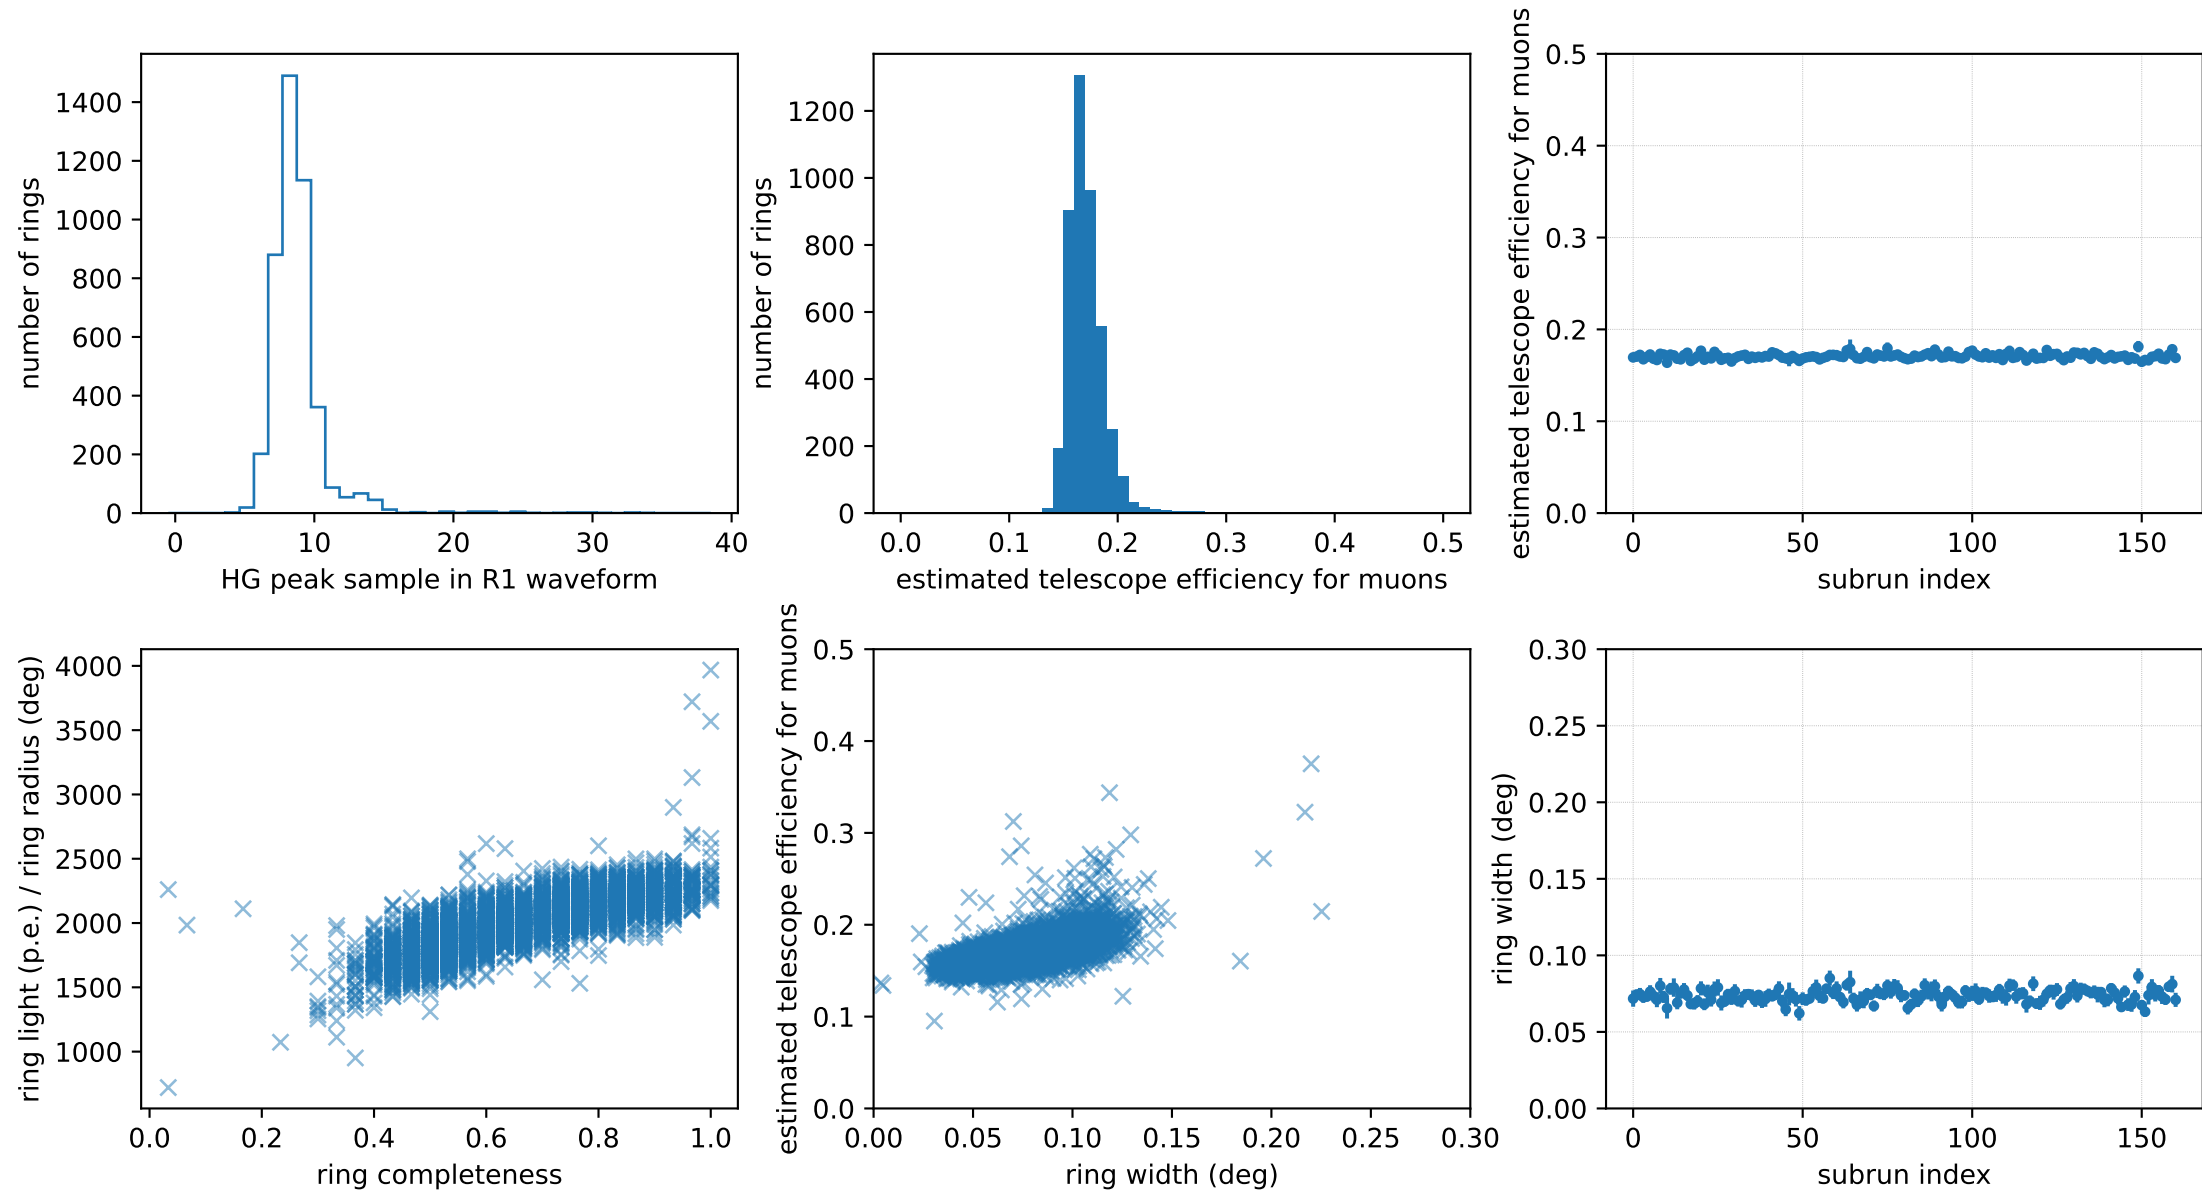 number of rings
1400
1200
1000
800
600
400
200
0
0 10 20 30 40
HG peak sample in R1 waveform
number of rings
1200
1000
800
600
400
200
0
0.0 0.1 0.2 0.3 0.4 0.5
estimated telescope efficiency for muons
estimated telescope efficiency for muons
0.5
0.4
0.3
0.2
0.1
0.0
0 50 100 150
subrun index
ring light (p.e.) / ring radius (deg)
4000
3500
3000
2500
2000
1500
1000
0.0 0.2 0.4 0.6 0.8 1.0
ring completeness
estimated telescope efficiency for muons
0.5
0.4
0.3
0.2
0.1
0.0
0.00 0.05 0.10 0.15 0.20 0.25 0.30
ring width (deg)
ring width (deg)
0.30
0.25
0.20
0.15
0.10
0.05
0.00
0 50 100 150
subrun index